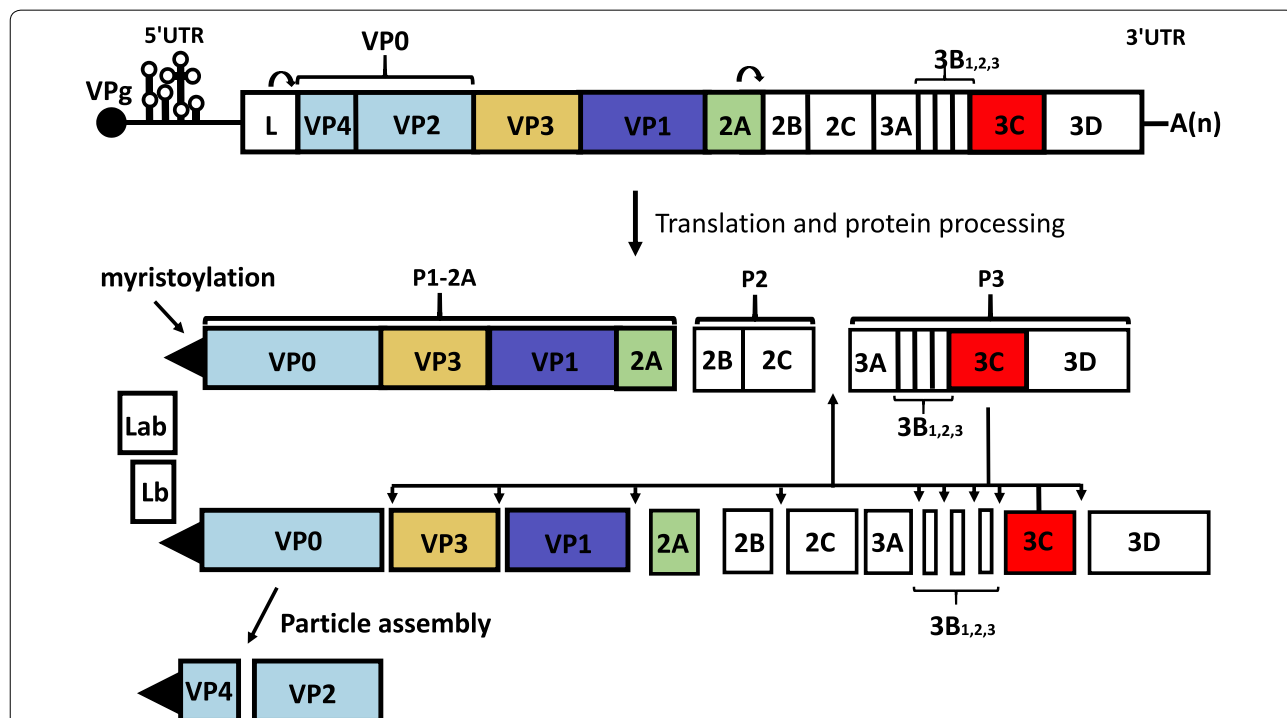 5'UTR
3'UTR
VP0
3B1,2,3
VPg
L
VP4
VP2
VP3
VP1
2A
2B
2C
3A
3C
3D
A(n)
Translation and protein processing
myristoylation
P1-2A
P2
P3
VP0
VP3
VP1
2A
2B
2C
3A
3C
3D
3B1,2,3
Lab
Lb
VP0
VP3
VP1
2A
2B
2C
3A
3C
3D
3B1,2,3
Particle assembly
VP4
VP2